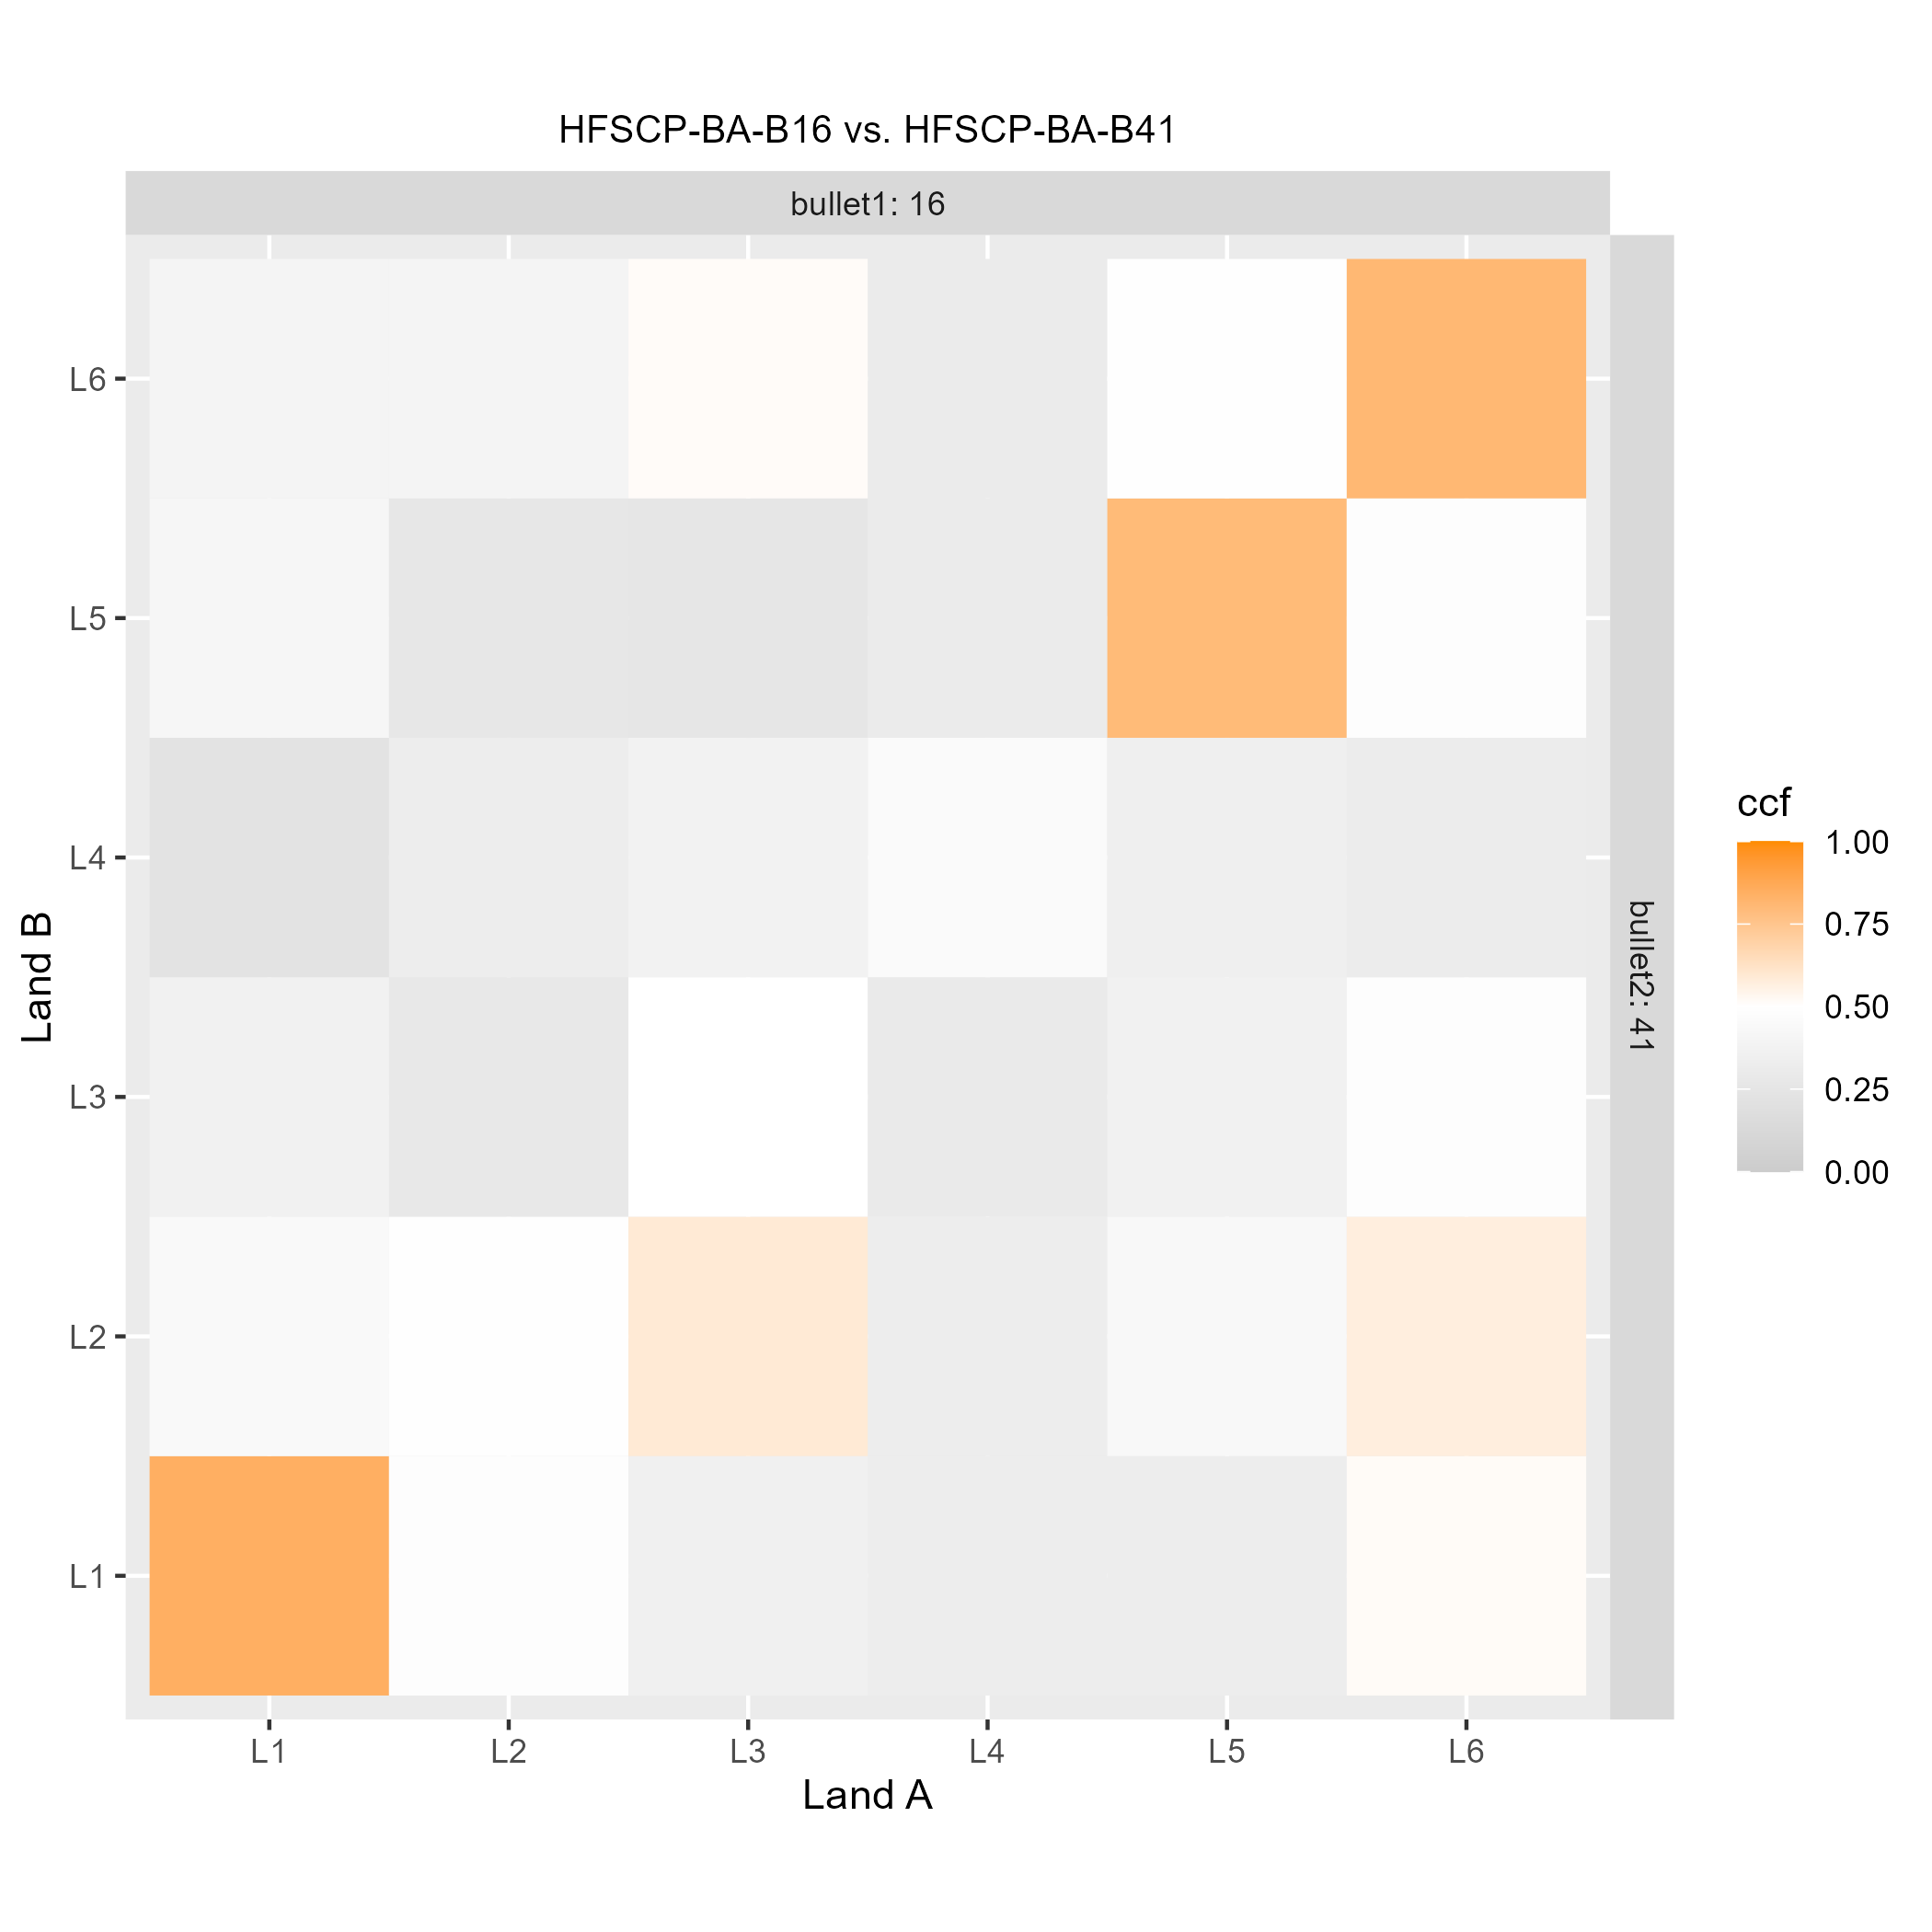 HFSCP-BA-B16 vs. HFSCP-BA-B41
bullet1: 16
L6
L5
L4
L3
L2
L1
Land B
bullet2: 41
L1 L2 L3 L4 L5 L6
Land A
ccf
1.00
0.75
0.50
0.25
0.00